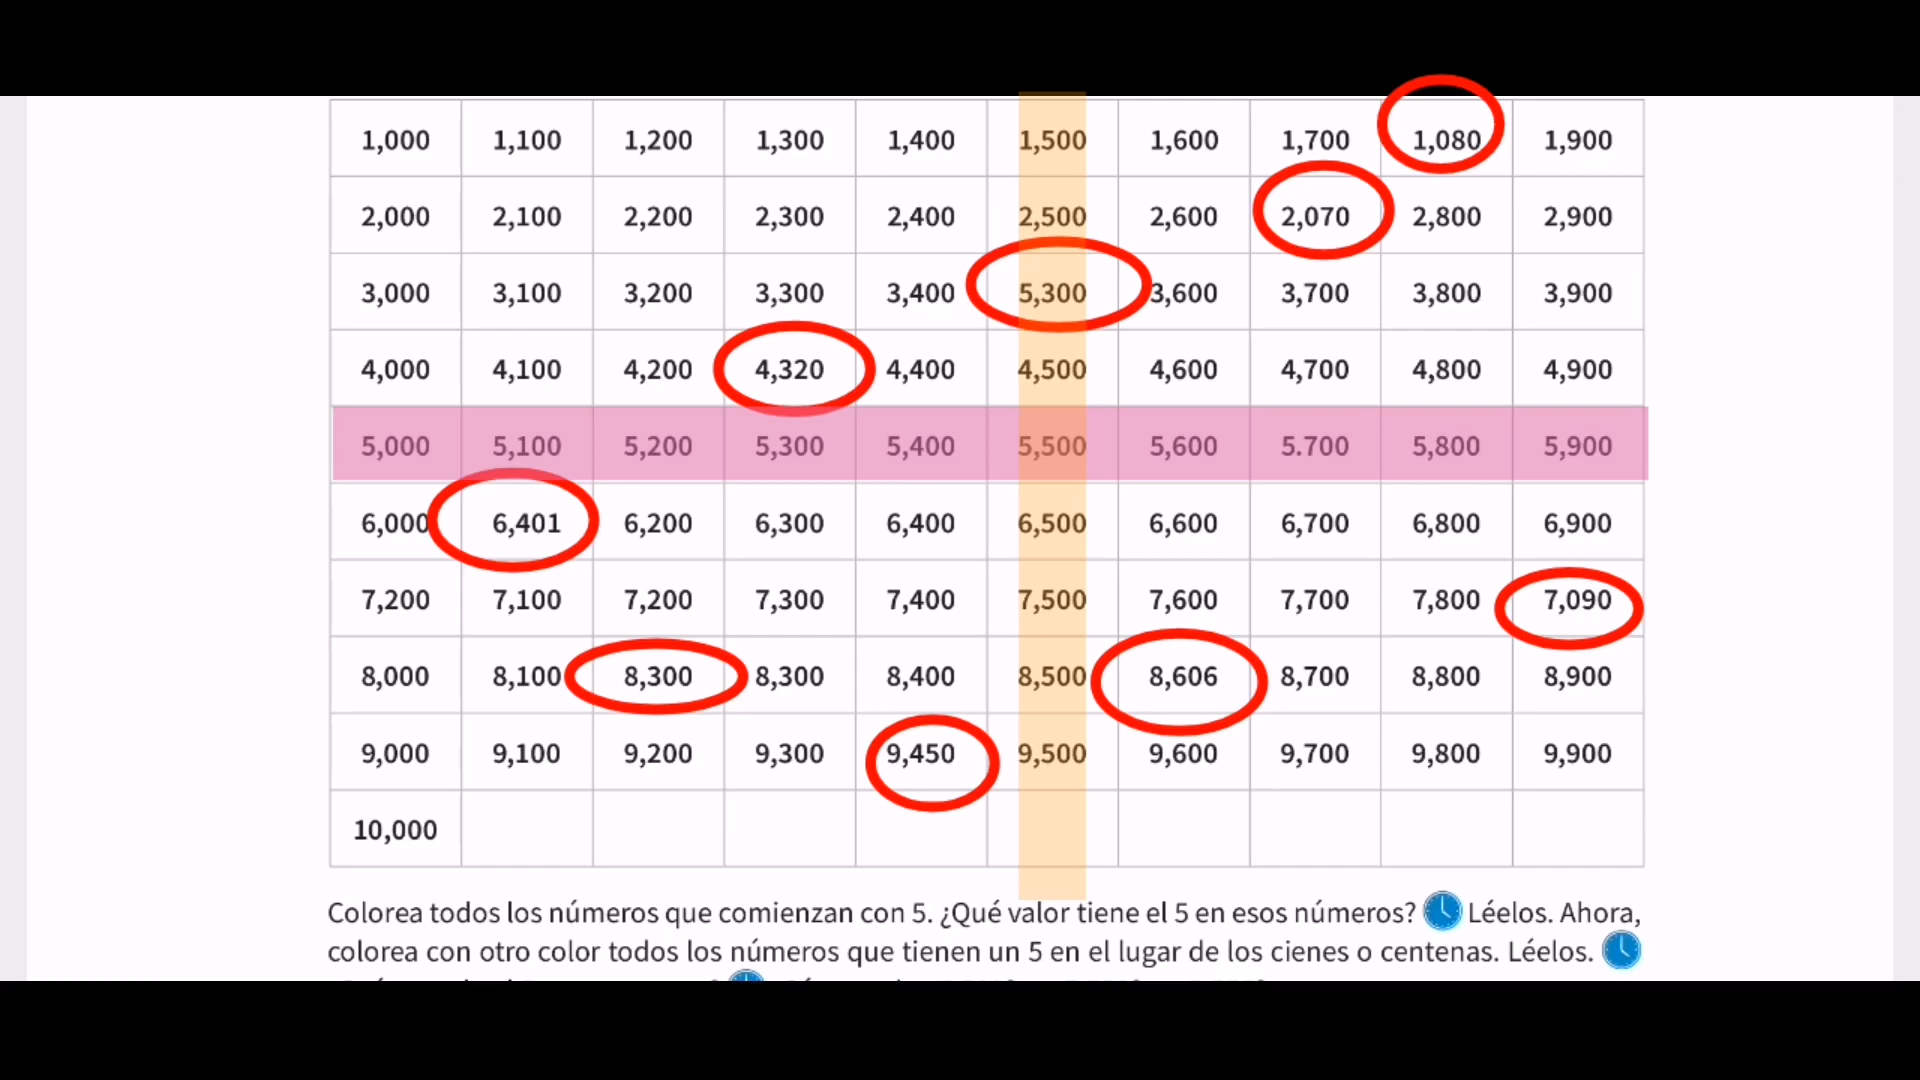 1,000 1,100 1,200 1,300 1,400 1,500 1,600 1,700 1,080 1,900
2,000 2,100 2,200 2,300 2,400 2,500 2,600 2,070 2,800 2,900
3,000 3,100 3,200 3,300 3,400 5,300 3,600 3,700 3,800 3,900
4,000 4,100 4,200 4,320 4,400 4,500 4,600 4,700 4,800 4,900
5,000 5,100 5,200 5,300 5,400 5,500 5,600 5.700 5,800 5,900
6,000 6,401 6,200 6,300 6,400 6,500 6,600 6,700 6,800 6,900
7,200 7,100 7,200 7,300 7,400 7,500 7,600 7,700 7,800 7,090
8,000 8,100 8,300 8,300 8,400 8,500 8,606 8,700 8,800 8,900
9,000 9,100 9,200 9,300 9,450 9,500 9,600 9,700 9,800 9,900
10,000
Colorea todos los números que comienzan con 5. ¿Qué valor tiene el 5 en esos números? Léelos. Ahora,
colorea con otro color todos los números que tienen un 5 en el lugar de los cienes o centenas. Léelos.